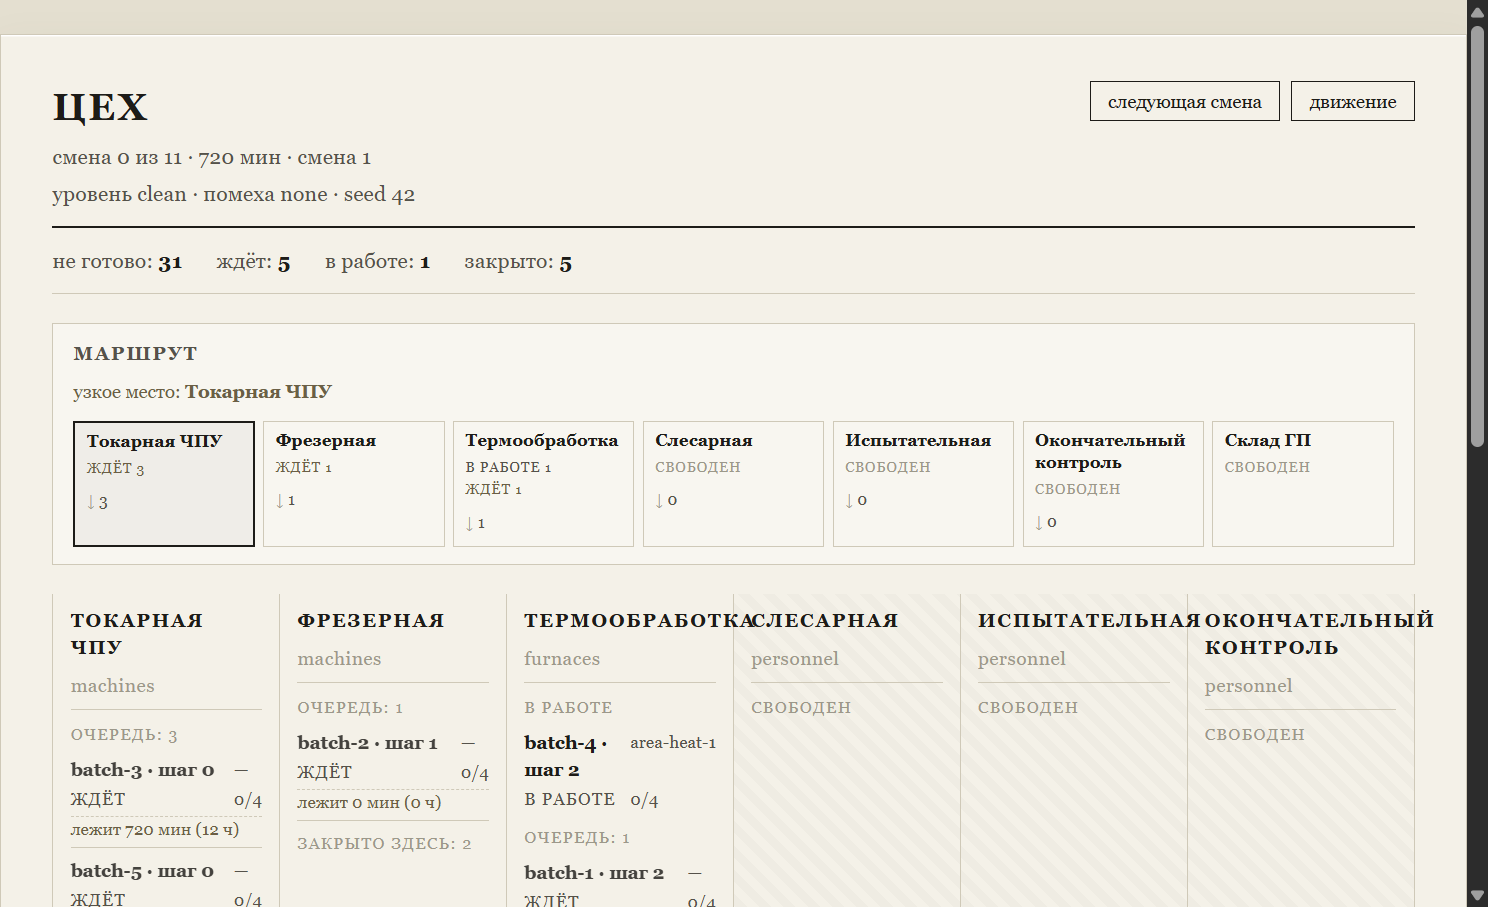 ЦЕХ
следующая смена
движение
смена 0 из 11 · 720 мин · смена 1
уровень clean · помеха none · seed 42
не готово: 31 ждёт: 5 в работе: 1 закрыто: 5
МАРШРУТ
узкое место: Токарная ЧПУ
Токарная ЧПУ
ЖДЁТ 3
↓ 3
Фрезерная
ЖДЁТ 1
↓ 1
Термообработка
В РАБОТЕ 1
ЖДЁТ 1
↓ 1
Слесарная
СВОБОДЕН
↓ 0
Испытательная
СВОБОДЕН
↓ 0
Окончательный
контроль
СВОБОДЕН
↓ 0
Склад ГП
СВОБОДЕН
ТОКАРНАЯ
ЧПУ
machines
ОЧЕРЕДЬ: 3
batch-3 · шаг 0 —
ЖДЁТ 0/4
лежит 720 мин (12 ч)
batch-5 · шаг 0 —
ЖДЁТ 0/4
ФРЕЗЕРНАЯ
machines
ОЧЕРЕДЬ: 1
batch-2 · шаг 1 —
ЖДЁТ 0/4
лежит 0 мин (0 ч)
ЗАКРЫТО ЗДЕСЬ: 2
ТЕРМООБРАБОТКА
furnaces
В РАБОТЕ
batch-4 · area-heat-1
шаг 2
В РАБОТЕ 0/4
ОЧЕРЕДЬ: 1
batch-1 · шаг 2 —
ЖДЁТ 0/4
СЛЕСАРНАЯ
personnel
СВОБОДЕН
ИСПЫТАТЕЛЬНАЯ
personnel
СВОБОДЕН
ОКОНЧАТЕЛЬНЫЙ
КОНТРОЛЬ
personnel
СВОБОДЕН